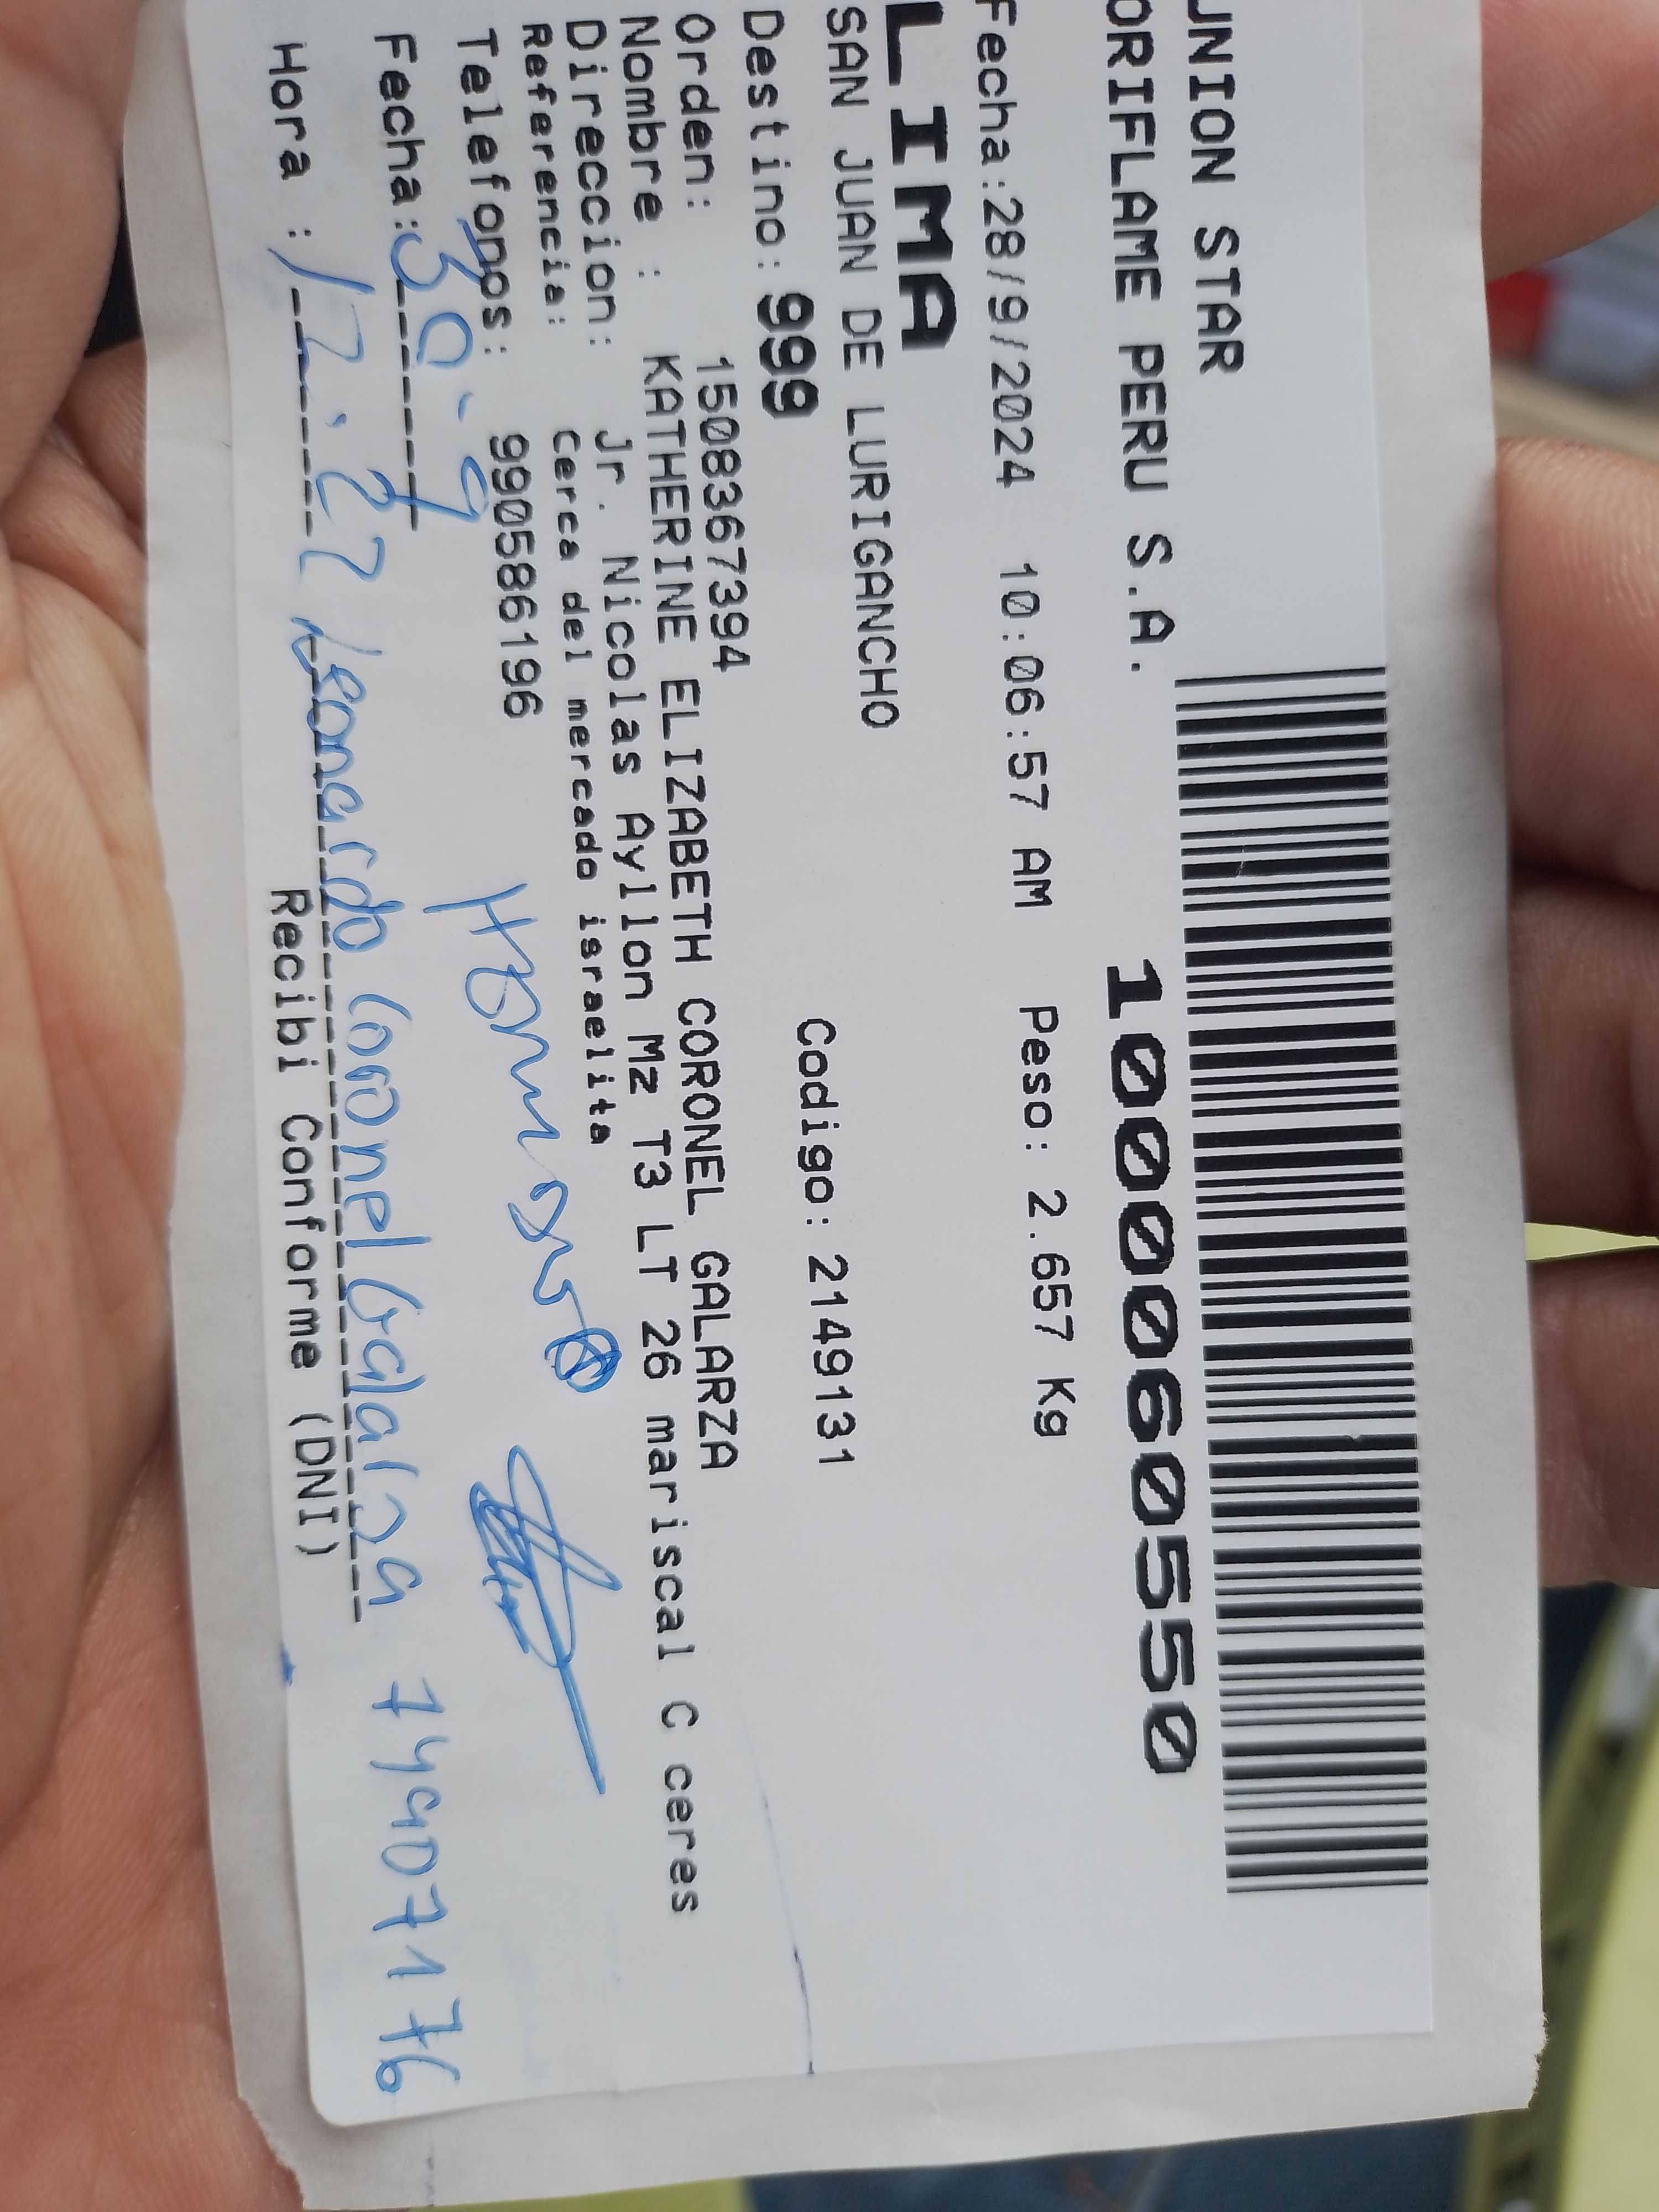 UNION STAR
ORIFLAME PERU S.A. 1000060550
Fecha:28/9/2024 10:06:57 AM Peso: 2.657 Kg
LIMA
SAN JUAN DE LURIGANCHO
Destino: 999 Codigo: 2149131
Orden: 1508367394
Nombre : KATHERINE ELIZABETH CORONEL GALARZA
Direccion: Jr. Nicolas Ayllon Mz T3 LT 26 mariscal C ceres
Referencia: Cerca del mercado israelita
Telefonos: 990586196
Hermano
Fecha: 30-9
Hora : 12:27 Leonardo Coronel Galarza 74907176
Recibi Conforme (DNI)